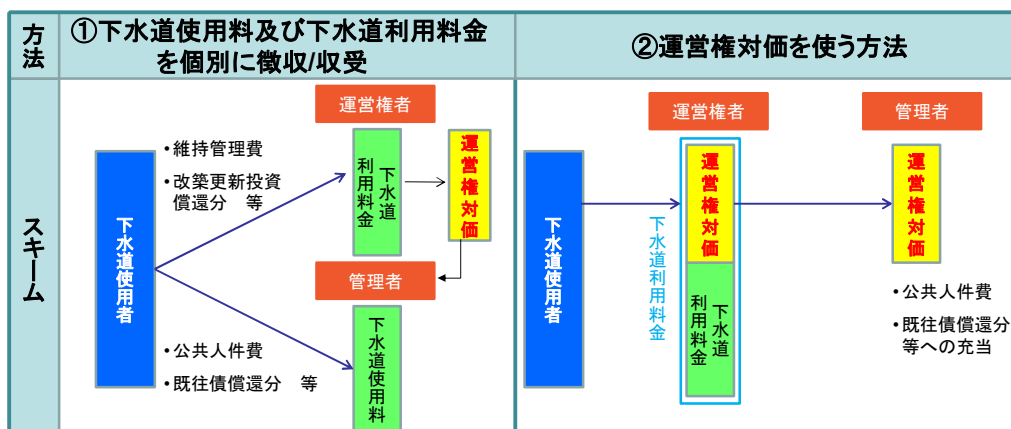 方法
①下水道使用料及び下水道利用料金
を個別に徴収/収受
②運営権対価を使う方法
スキーム
下水道使用者
・維持管理費
・改築更新投資
償還分　等
・公共人件費
・既往債償還分　等
運営権者
下水道
利用料金
運営権対価
管理者
下水道使用料
下水道使用者
下水道利用料金
運営権者
運営権対価
下水道
利用料金
管理者
運営権対価
・公共人件費
・既往債償還分
等への充当